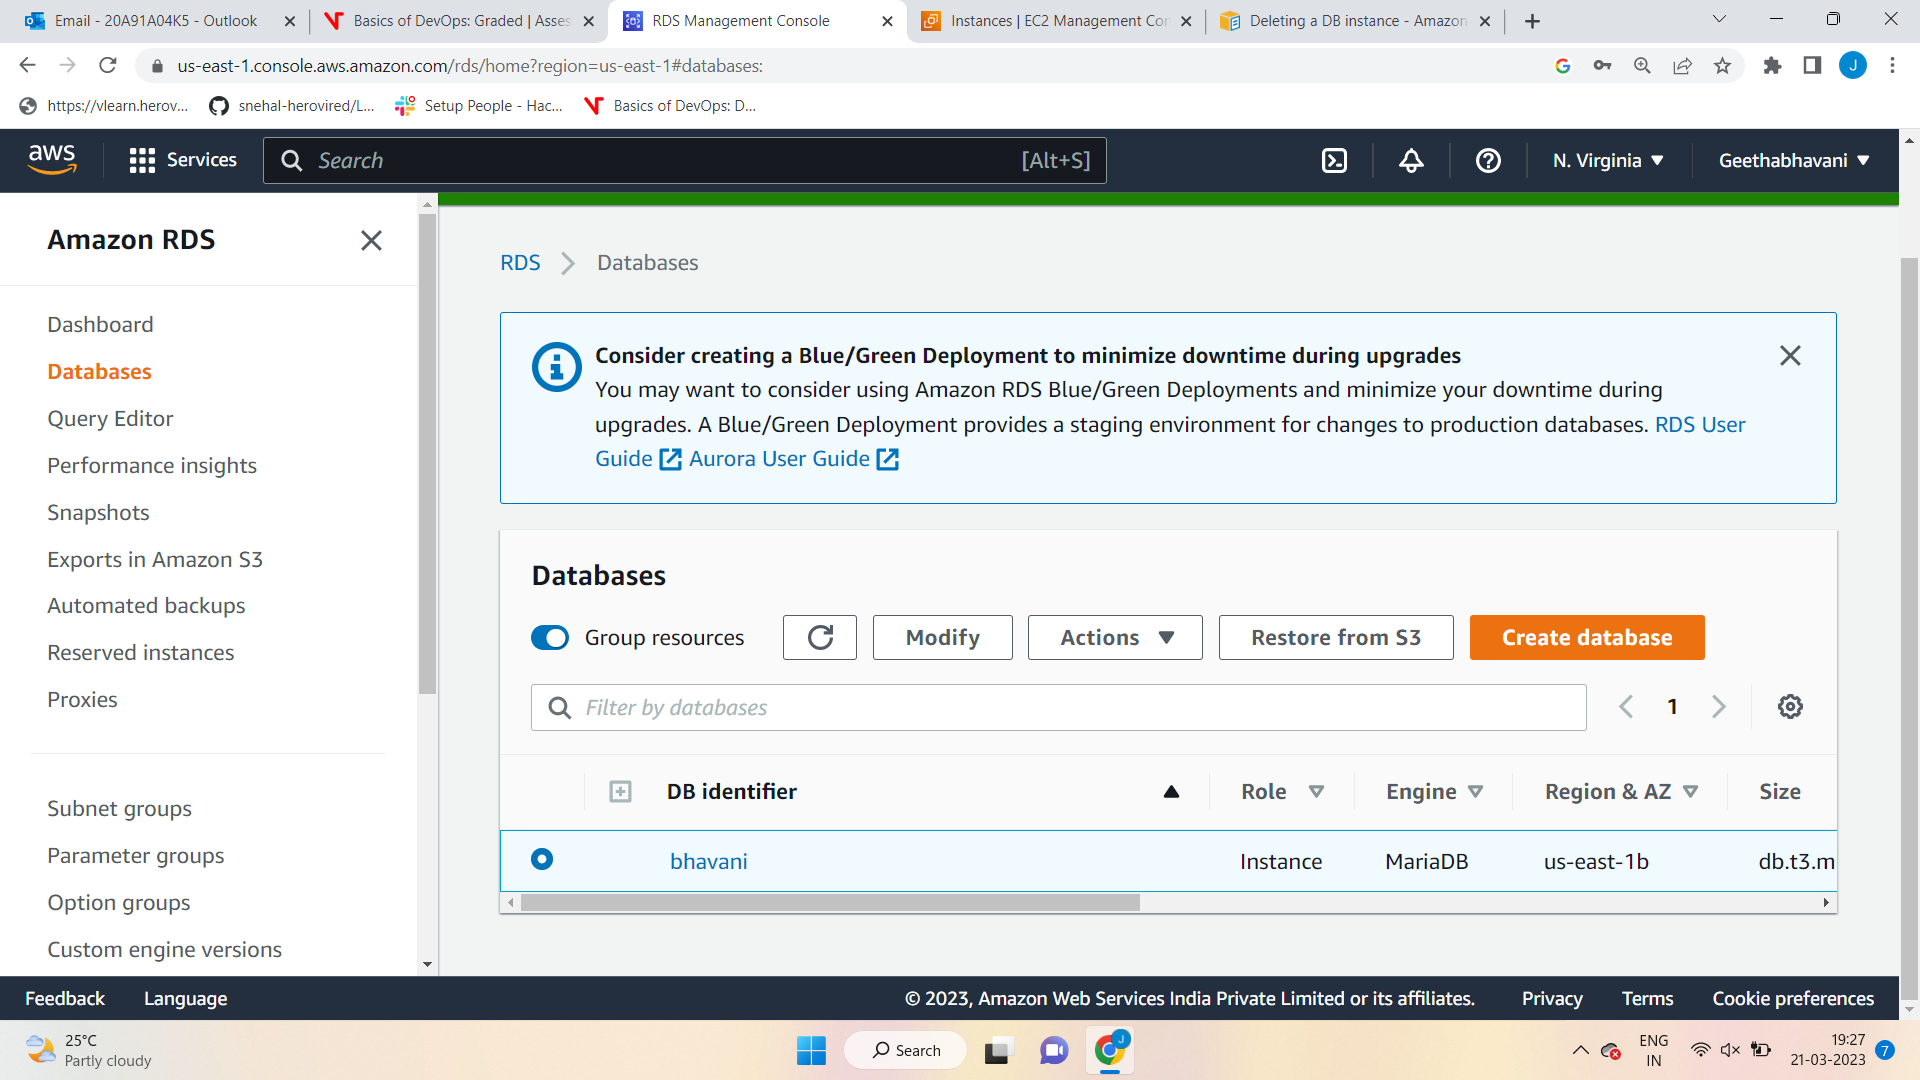 Email - 20A91A04K5 - Outlook
Basics of DevOps: Graded | Asses
RDS Management Console
Instances | EC2 Management Con
Deleting a DB instance - Amazon
us-east-1.console.aws.amazon.com/rds/home?region=us-east-1#databases:
J
https://vlearn.herov...
snehal-herovired/L...
Setup People - Hac...
Basics of DevOps: D...
aws
Services
Search
[Alt+S]
N. Virginia
Geethabhavani
Amazon RDS
Dashboard
Databases
Query Editor
Performance insights
Snapshots
Exports in Amazon S3
Automated backups
Reserved instances
Proxies
Subnet groups
Parameter groups
Option groups
Custom engine versions
RDS
Databases
Consider creating a Blue/Green Deployment to minimize downtime during upgrades
You may want to consider using Amazon RDS Blue/Green Deployments and minimize your downtime during
upgrades. A Blue/Green Deployment provides a staging environment for changes to production databases. RDS User
Guide Aurora User Guide
Databases
Group resources
Modify
Actions
Restore from S3
Create database
Filter by databases
1
DB identifier
Role
Engine
Region & AZ
Size
bhavani
Instance
MariaDB
us-east-1b
db.t3.m
Feedback
Language
© 2023, Amazon Web Services India Private Limited or its affiliates.
Privacy
Terms
Cookie preferences
25°C
Partly cloudy
Search
J
ENG
IN
19:27
21-03-2023
7